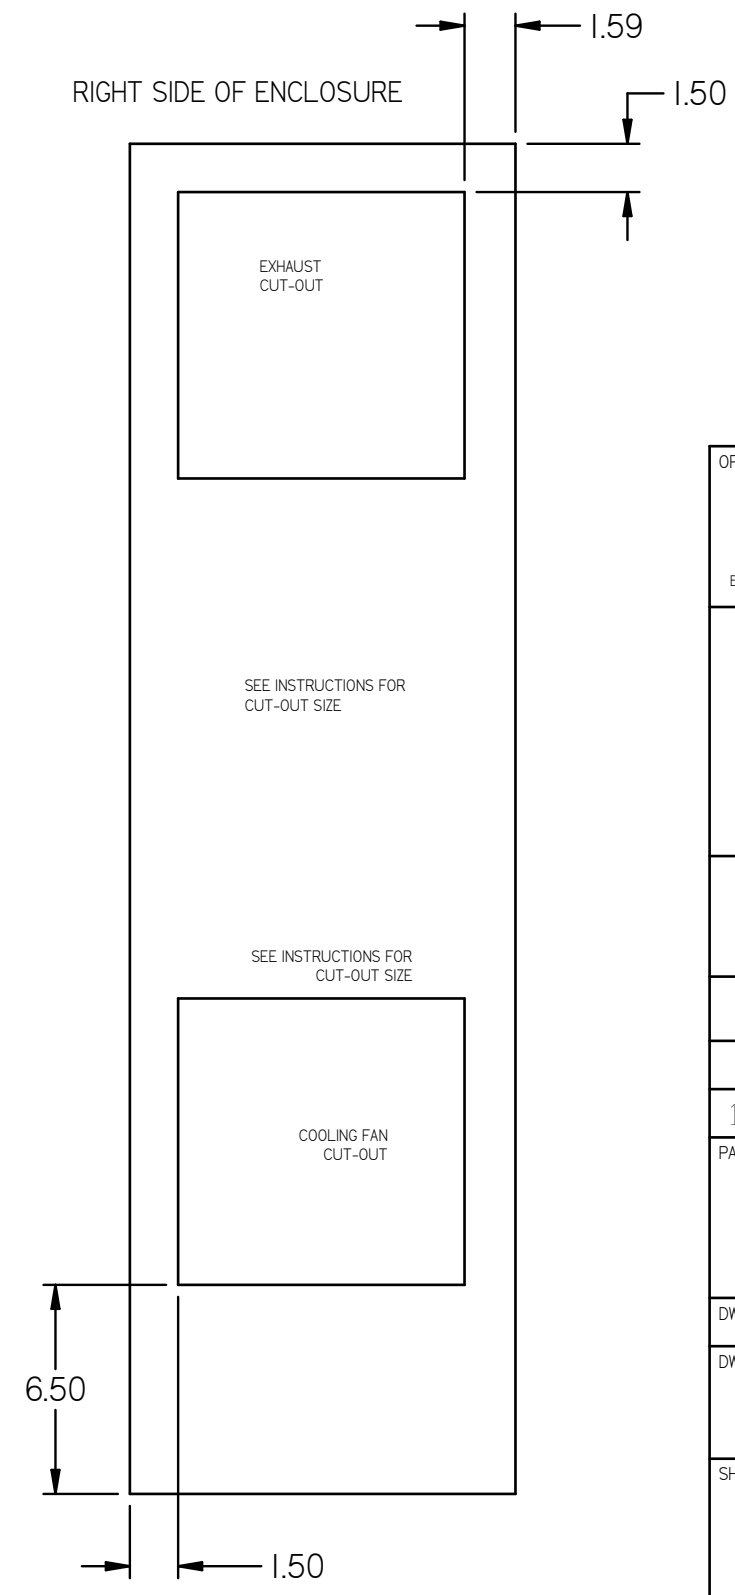 1.59
RIGHT SIDE OF ENCLOSURE
1.50
EXHAUST
CUT-OUT
SEE INSTRUCTIONS FOR
CUT-OUT SIZE
SEE INSTRUCTIONS FOR
CUT-OUT SIZE
COOLING FAN
CUT-OUT
6.50
1.50